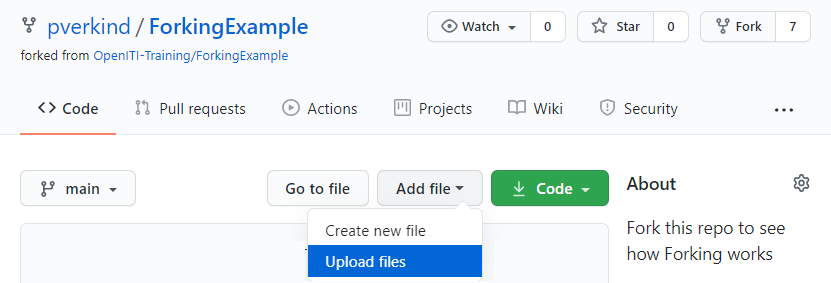 pverkind / ForkingExample
Watch 0
Star 0
Fork 7
forked from OpenITI-Training/ForkingExample
Code
Pull requests
Actions
Projects
Wiki
Security
...
main
Go to file
Add file
Code
About
Create new file
Upload files
Fork this repo to see
how Forking works